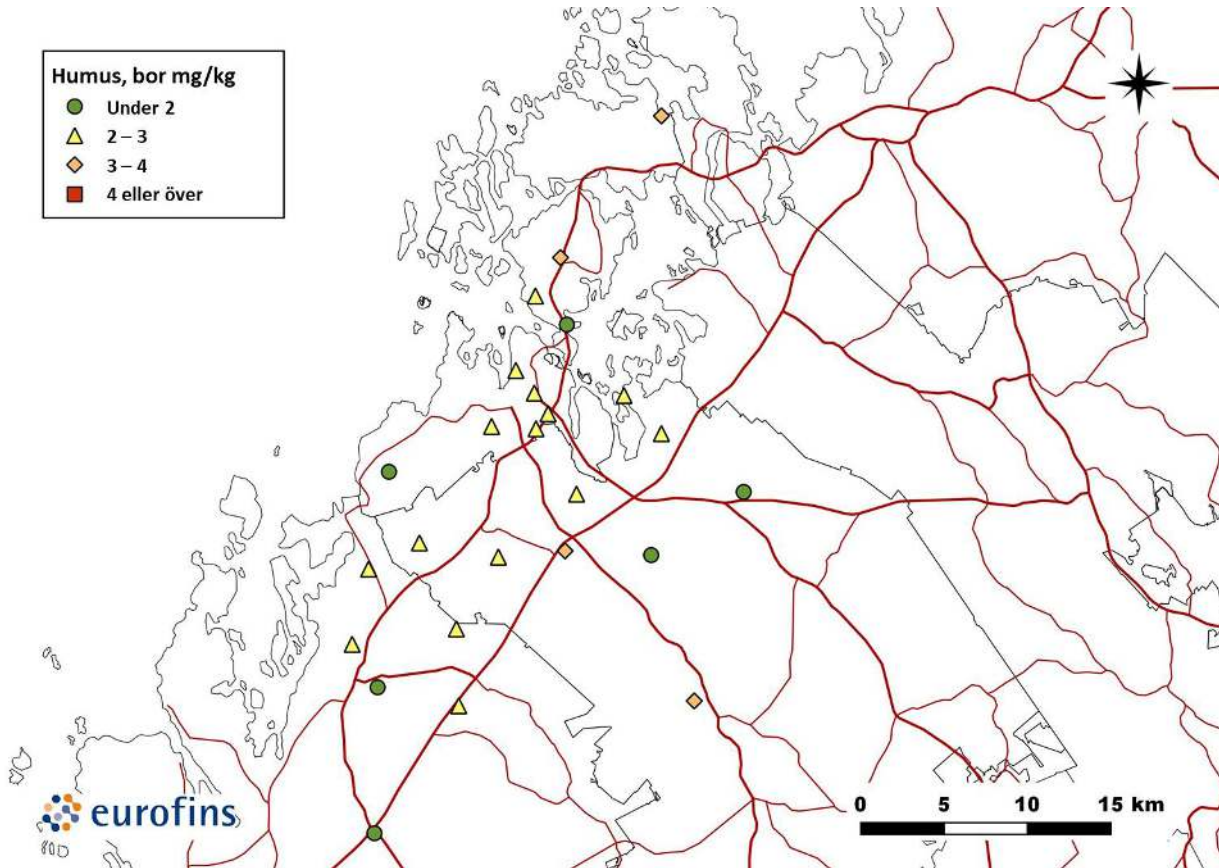 Humus, bor mg/kg
Under 2
2 – 3
3 – 4
4 eller över
eurofins
0 5 10 15 km